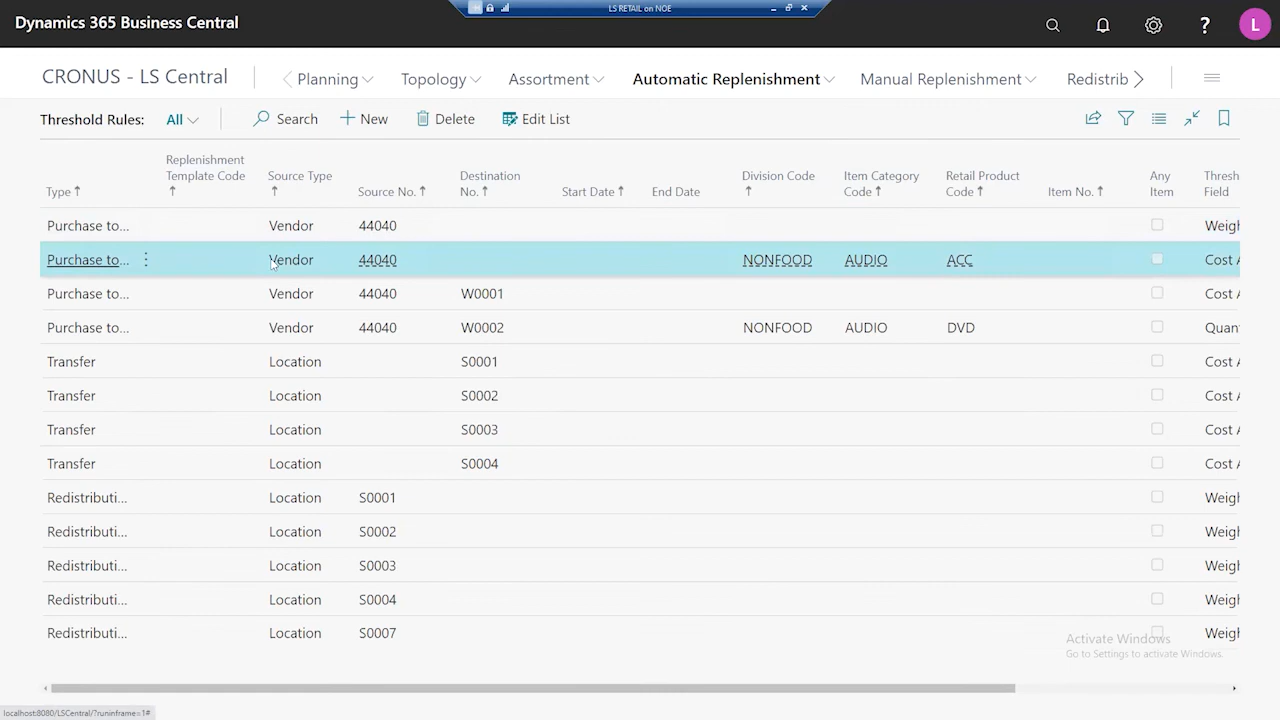 LS RETAIL on NOE
Dynamics 365 Business Central
?
L
CRONUS - LS Central
Planning Topology Assortment Automatic Replenishment Manual Replenishment Redistrib
Threshold Rules: All Search New Delete Edit List
Type Replenishment Template Code Source Type Source No. Destination No. Start Date End Date Division Code Item Category Code Retail Product Code Item No. Any Item Thresh Field
Purchase to... Vendor 44040 Weigh
Purchase to... Vendor 44040 NONFOOD AUDIO ACC Cost A
Purchase to... Vendor 44040 W0001 Cost A
Purchase to... Vendor 44040 W0002 NONFOOD AUDIO DVD Quan
Transfer Location S0001 Cost A
Transfer Location S0002 Cost A
Transfer Location S0003 Cost A
Transfer Location S0004 Cost A
Redistributi... Location S0001 Weigh
Redistributi... Location S0002 Weigh
Redistributi... Location S0003 Weigh
Redistributi... Location S0004 Weigh
Redistributi... Location S0007 Weigh
Activate Windows
Go to Settings to activate Windows.
localhost:8080/LSCentral/?runinframe=1#